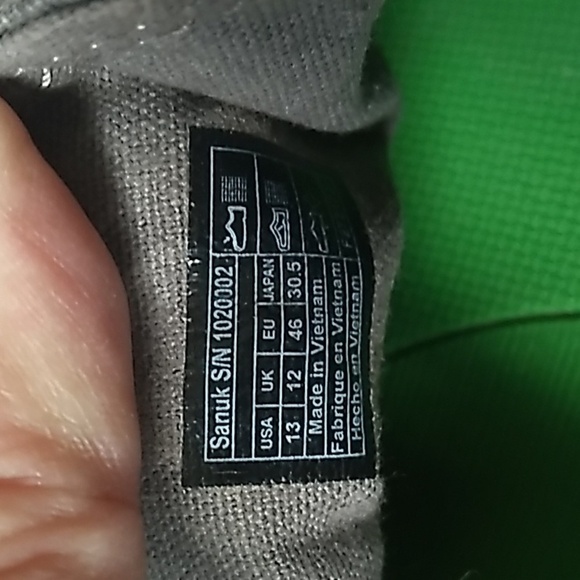 Sanuk S/N 1020002
USA UK EU JAPAN
13 12 46 30.5
Made in Vietnam
Fabrique en Vietnam
Hecho en Vietnam